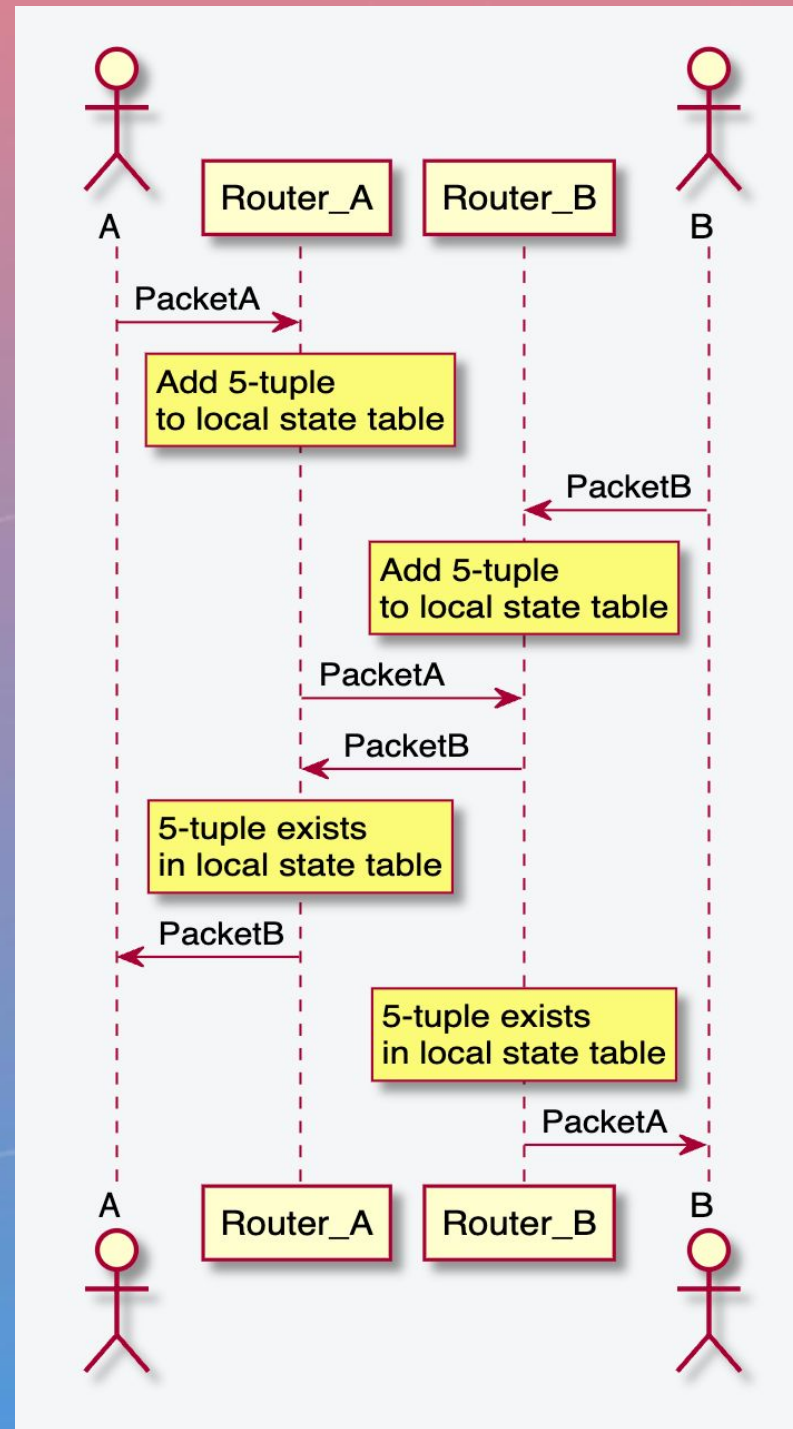 A
Router_A
Router_B
B
PacketA
Add 5-tuple
to local state table
PacketB
Add 5-tuple
to local state table
PacketA
PacketB
5-tuple exists
in local state table
PacketB
5-tuple exists
in local state table
PacketA
A
Router_A
Router_B
B